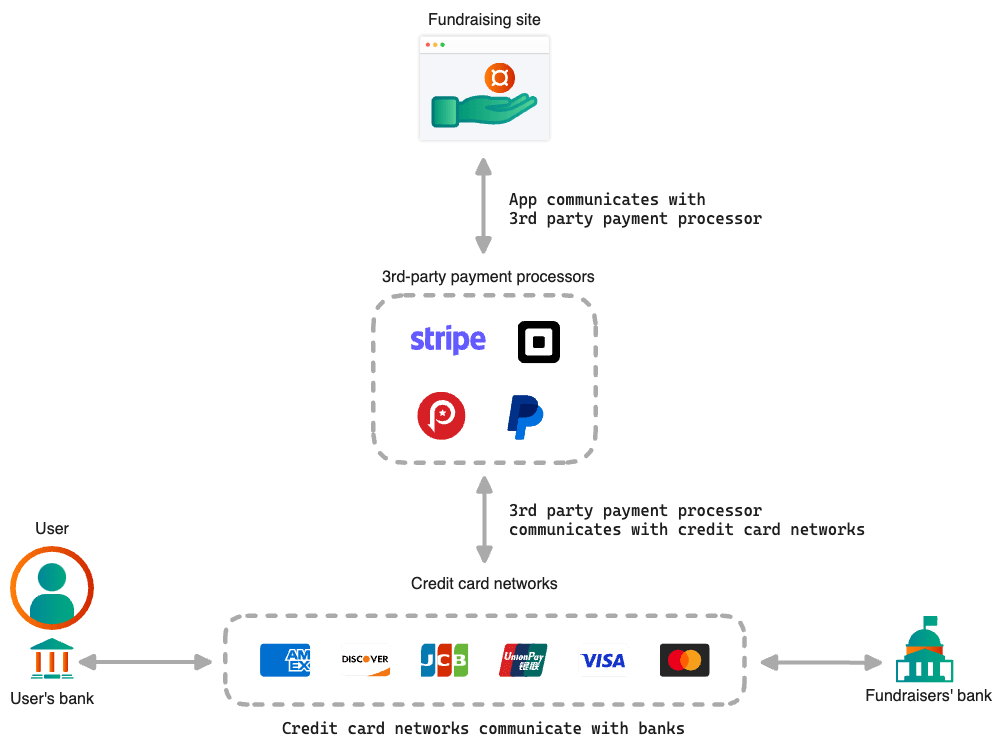 Fundraising site
App communicates with
3rd party payment processor
3rd-party payment processors
stripe
3rd party payment processor
communicates with credit card networks
User
Credit card networks
AM
EX
DISCOVER
JCB
UnionPay
银联
VISA
User's bank
Fundraisers' bank
Credit card networks communicate with banks